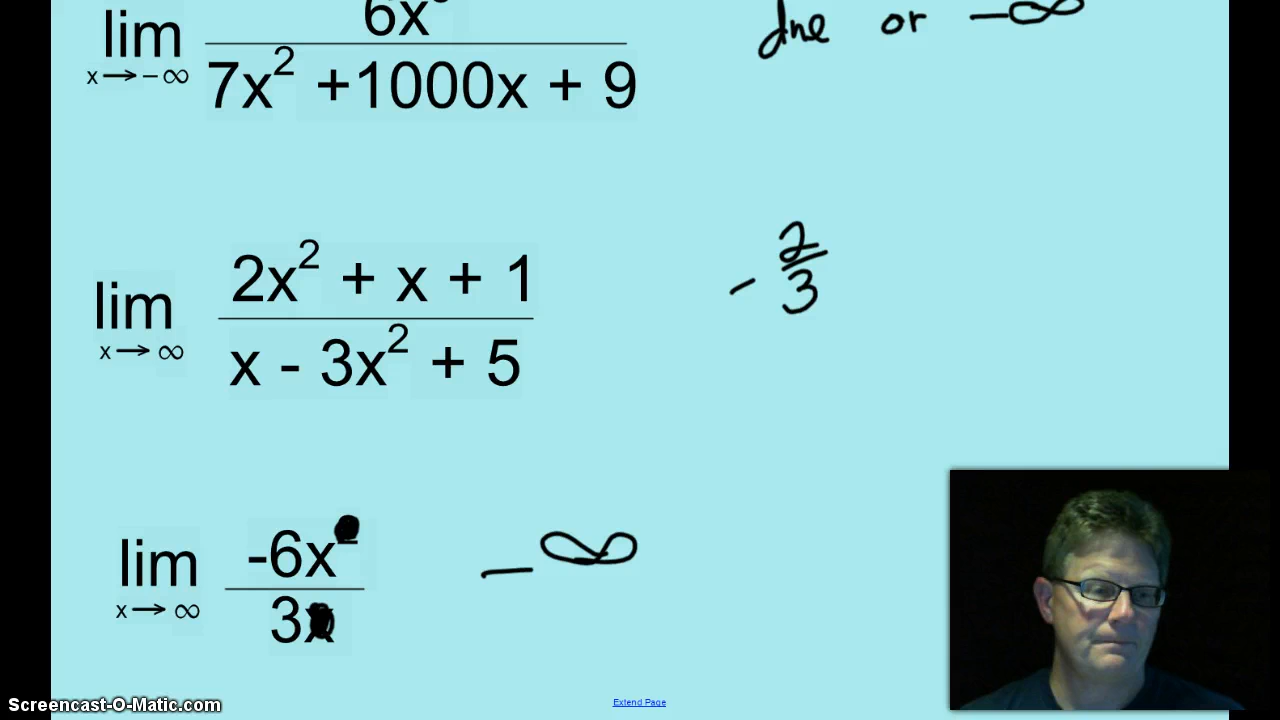 lim 6x
x→−∞ 7x² +1000x + 9
dne or −∞
lim 2x² + x + 1
x→∞ x - 3x² + 5
- 2/3
lim -6x
x→∞ 3
−∞
Screencast-O-Matic.com
Extend Page